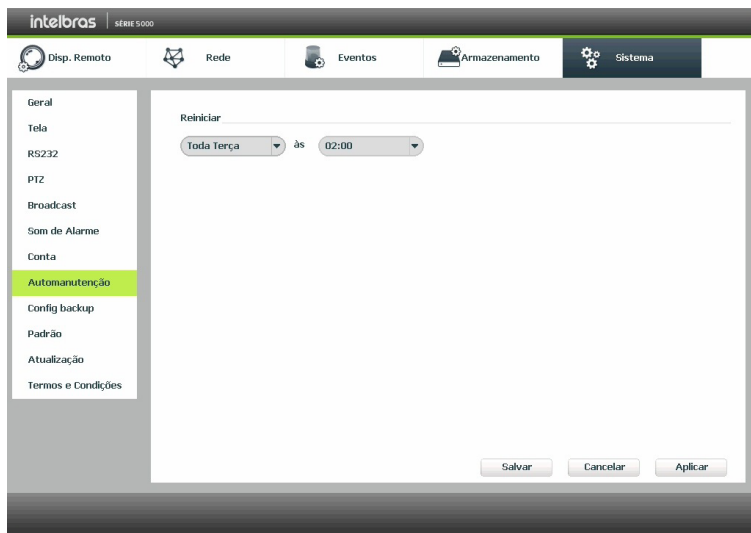 intelbras SÉRIE 5000
Disp. Remoto
Rede
Eventos
Armazenamento
Sistema
Geral
Tela
RS232
PTZ
Broadcast
Som de Alarme
Conta
Automanutenção
Config backup
Padrão
Atualização
Termos e Condições
Reiniciar
Toda Terça às 02:00
Salvar
Cancelar
Aplicar